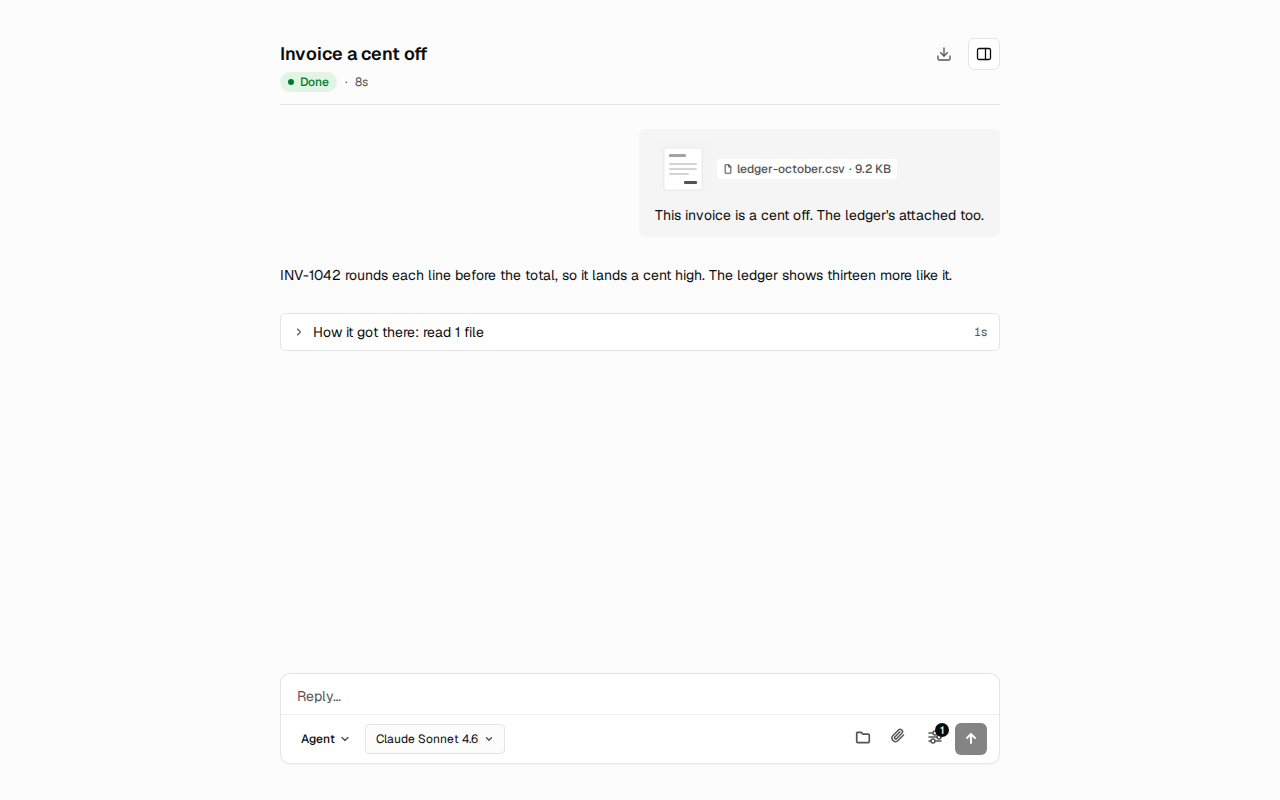 Invoice a cent off
Done · 8s
ledger-october.csv · 9.2 KB
This invoice is a cent off. The ledger's attached too.
INV-1042 rounds each line before the total, so it lands a cent high. The ledger shows thirteen more like it.
How it got there: read 1 file 1s
Reply...
Agent Claude Sonnet 4.6 1